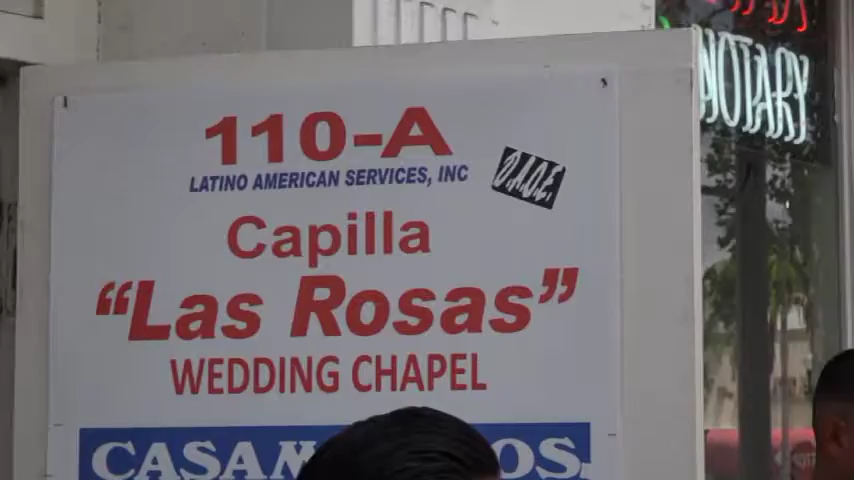 110-A
LATINO AMERICAN SERVICES, INC
D.A.O.E.
Capilla
"Las Rosas"
WEDDING CHAPEL
NOTARY